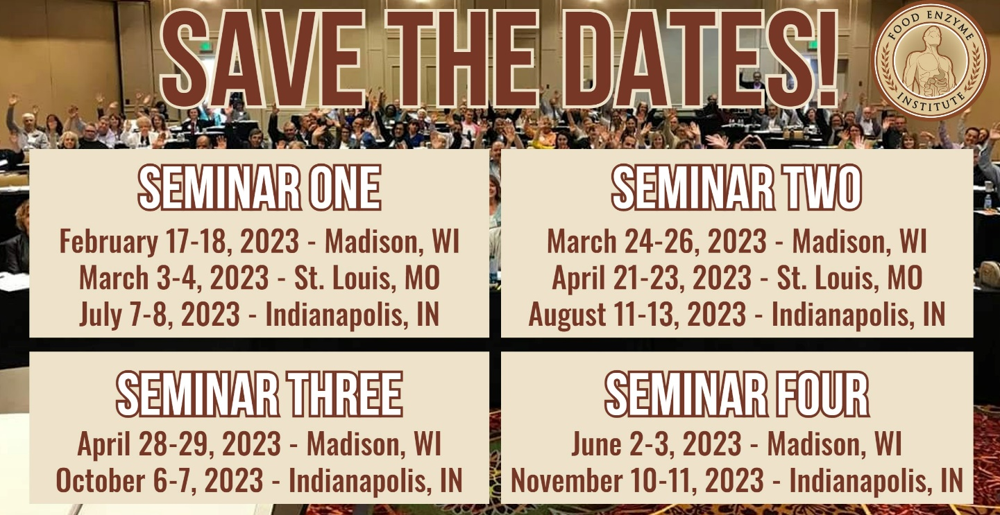 SAVE THE DATES!
FOOD ENZYME
INSTITUTE
SEMINAR ONE
February 17-18, 2023 - Madison, WI
March 3-4, 2023 - St. Louis, MO
July 7-8, 2023 - Indianapolis, IN
SEMINAR TWO
March 24-26, 2023 - Madison, WI
April 21-23, 2023 - St. Louis, MO
August 11-13, 2023 - Indianapolis, IN
SEMINAR THREE
April 28-29, 2023 - Madison, WI
October 6-7, 2023 - Indianapolis, IN
SEMINAR FOUR
June 2-3, 2023 - Madison, WI
November 10-11, 2023 - Indianapolis, IN